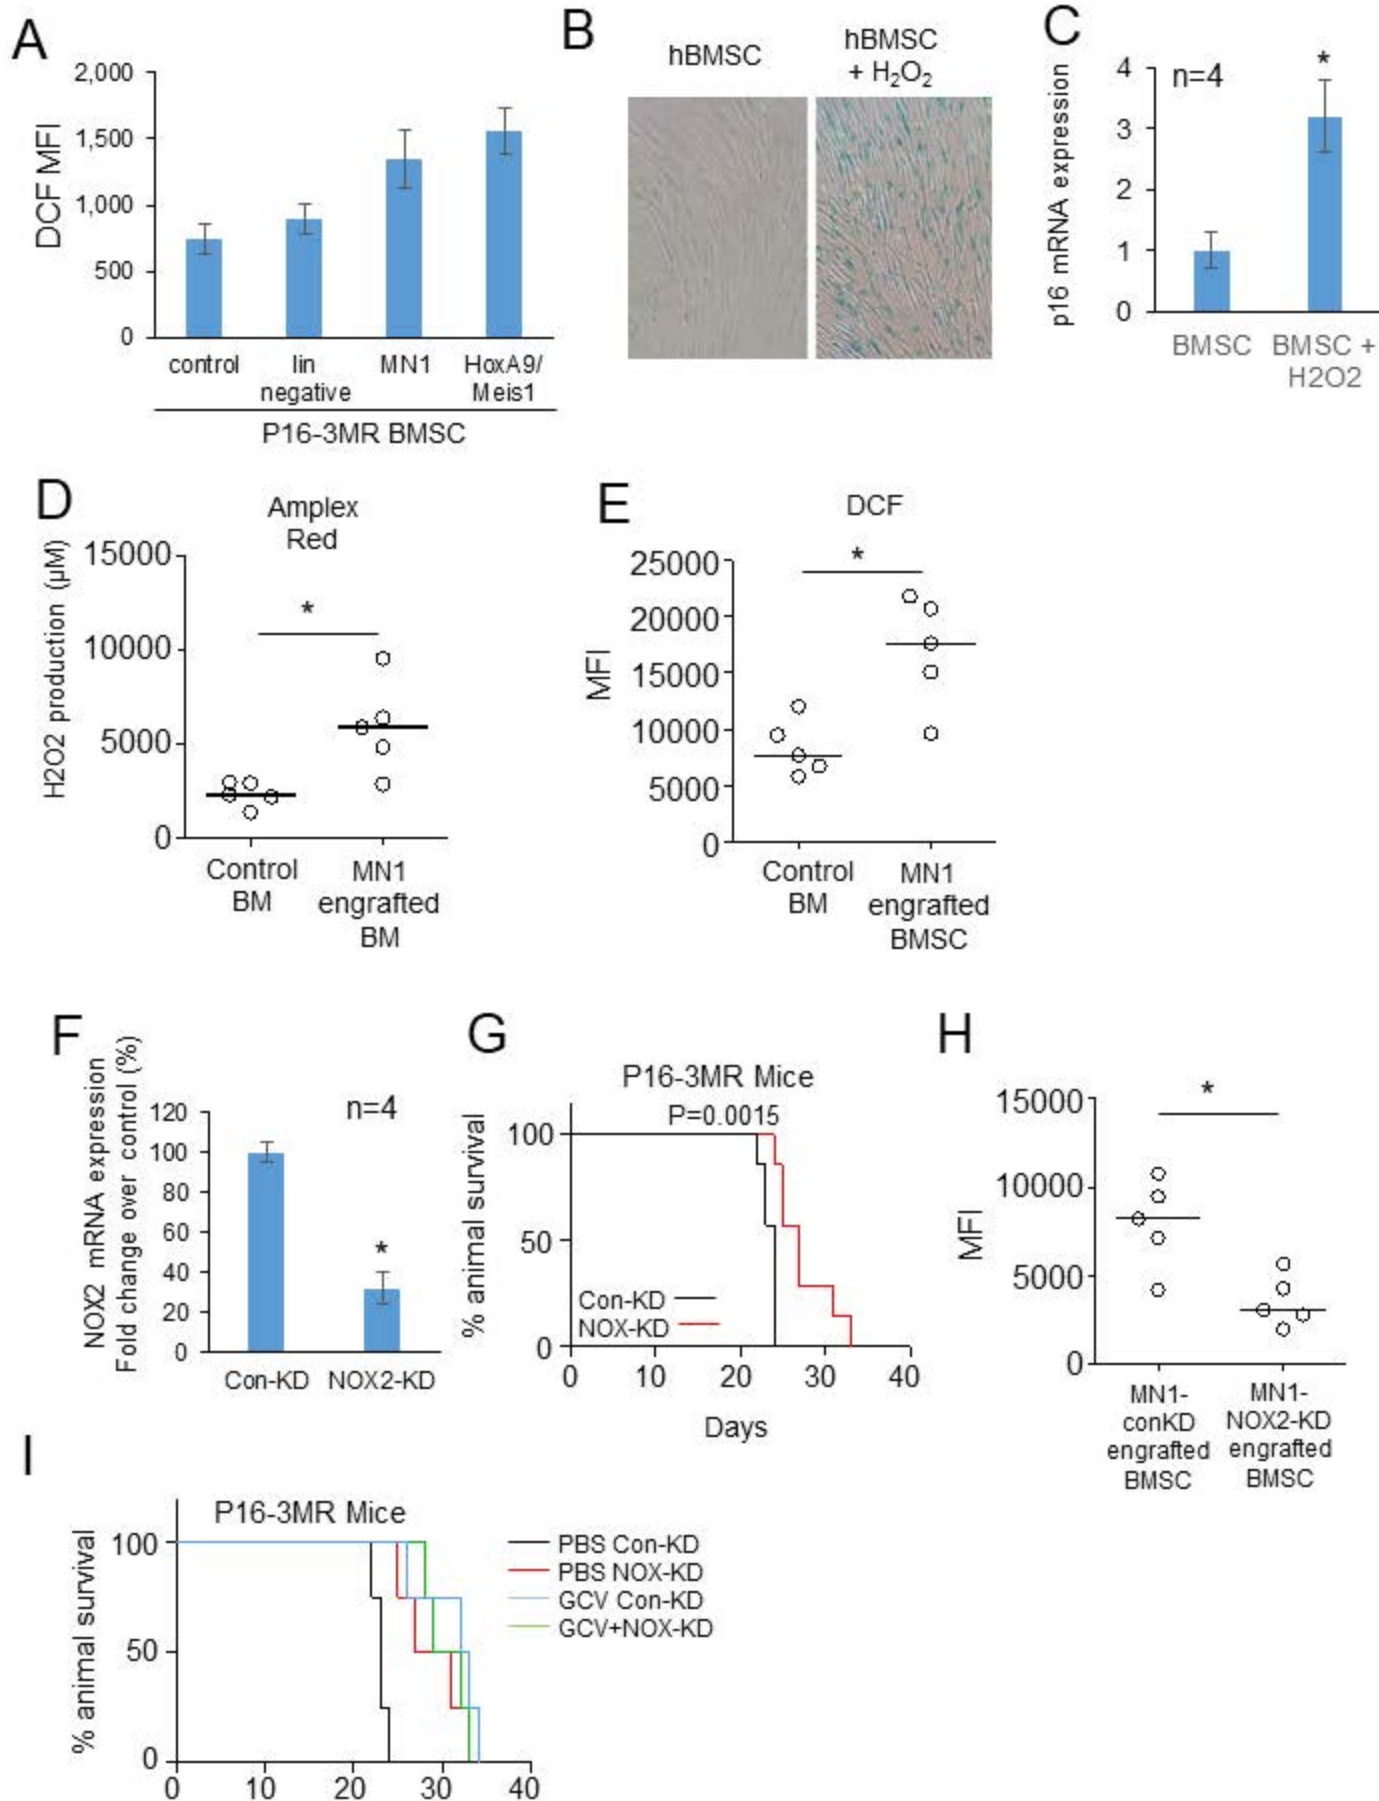 A
2,000
1,500
1,000
500
0
DCF MFI
control
lin
negative
MN1
HoxA9/
Meis1
P16-3MR BMSC
B
hBMSC
hBMSC
+ H₂O₂
C
4
3
2
1
0
p16 mRNA expression
n=4
*
BMSC
BMSC +
H2O2
D
Amplex
Red
15000
10000
5000
0
H2O2 production (µM)
*
Control
BM
MN1
engrafted
BM
E
DCF
25000
20000
15000
10000
5000
0
MFI
*
Control
BM
MN1
engrafted
BMSC
F
NOX2 mRNA expression
Fold change over control (%)
120
100
80
60
40
20
0
n=4
*
Con-KD
NOX2-KD
G
P16-3MR Mice
P=0.0015
% animal survival
100
50
0
Con-KD
NOX-KD
0
10
20
30
40
Days
H
15000
10000
5000
0
MFI
*
MN1-
conKD
engrafted
BMSC
MN1-
NOX2-KD
engrafted
BMSC
I
P16-3MR Mice
% animal survival
100
50
0
0
10
20
30
40
PBS Con-KD
PBS NOX-KD
GCV Con-KD
GCV+NOX-KD